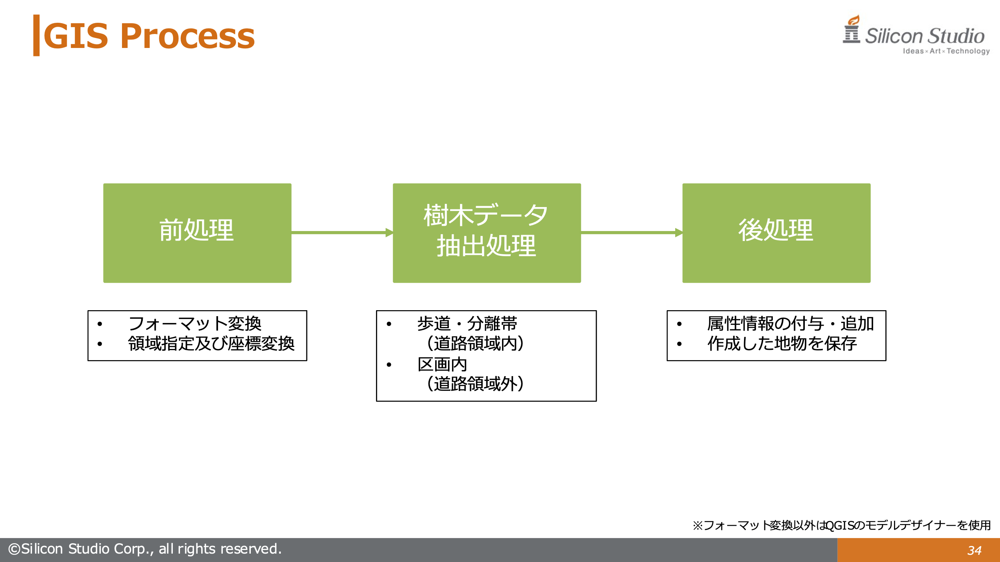 GIS Process
Silicon Studio
Ideas×Art×Technology
前処理
樹木データ
抽出処理
後処理
• フォーマット変換
• 領域指定及び座標変換
• 歩道・分離帯
（道路領域内）
• 区画内
（道路領域外）
• 属性情報の付与・追加
• 作成した地物を保存
※フォーマット変換以外はQGISのモデルデザイナーを使用
©Silicon Studio Corp., all rights reserved.
34